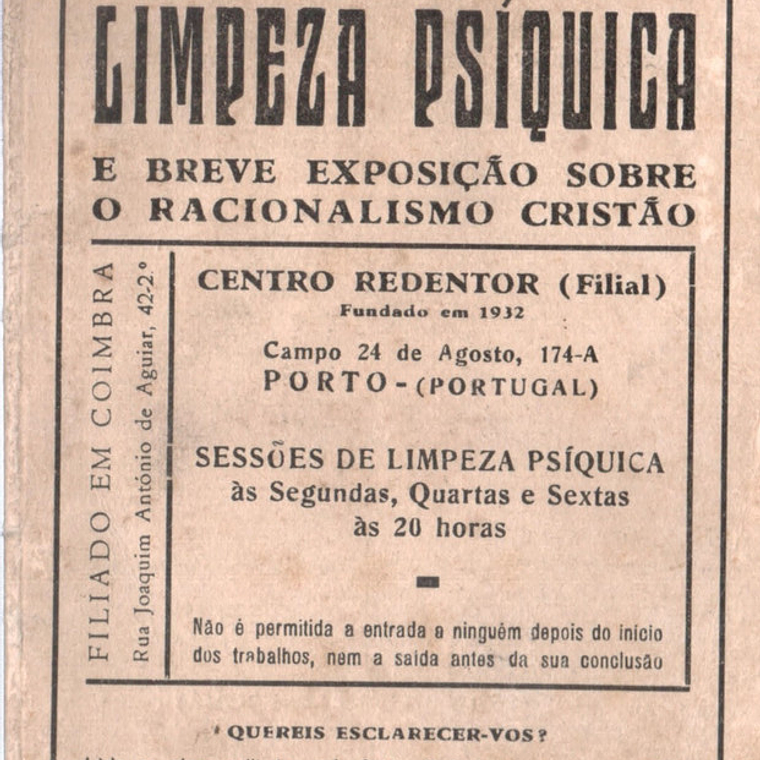 LIMPEZA PSÍQUICA
E BREVE EXPOSIÇÃO SOBRE
O RACIONALISMO CRISTÃO
FILIADO EM COIMBRA
Rua Joaquim António de Aguiar, 42-2.º
CENTRO REDENTOR (Filial)
Fundado em 1932
Campo 24 de Agosto, 174-A
PORTO-(PORTUGAL)
SESSÕES DE LIMPEZA PSÍQUICA
às Segundas, Quartas e Sextas
às 20 horas
Não é permitida a entrada a ninguém depois do início
dos trabalhos, nem a saída antes da sua conclusão
QUEREIS ESCLARECER-VOS?